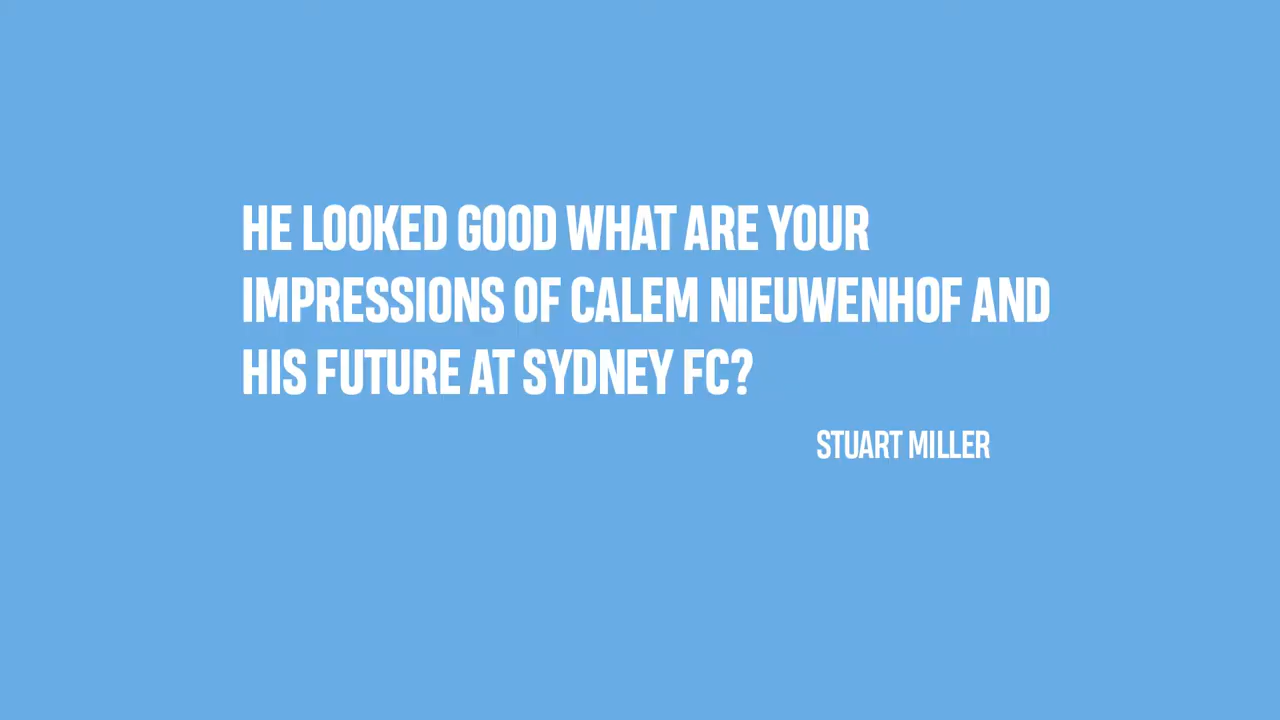 HE LOOKED GOOD WHAT ARE YOUR
IMPRESSIONS OF CALEM NIEUWENHOF AND
HIS FUTURE AT SYDNEY FC?
STUART MILLER